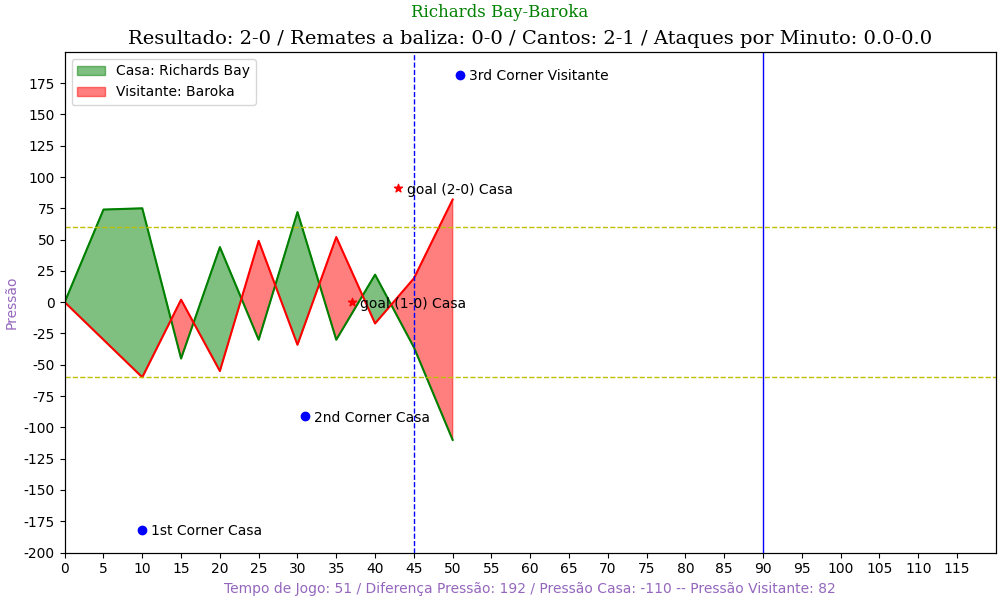 Richards Bay-Baroka
Resultado: 2-0 / Remates a baliza: 0-0 / Cantos: 2-1 / Ataques por Minuto: 0.0-0.0
Casa: Richards Bay
Visitante: Baroka
3rd Corner Visitante
goal (2-0) Casa
goal (1-0) Casa
2nd Corner Casa
1st Corner Casa
Pressão
175
150
125
100
75
50
25
0
-25
-50
-75
-100
-125
-150
-175
-200
0 5 10 15 20 25 30 35 40 45 50 55 60 65 70 75 80 85 90 95 100 105 110 115
Tempo de Jogo: 51 / Diferença Pressão: 192 / Pressão Casa: -110 -- Pressão Visitante: 82